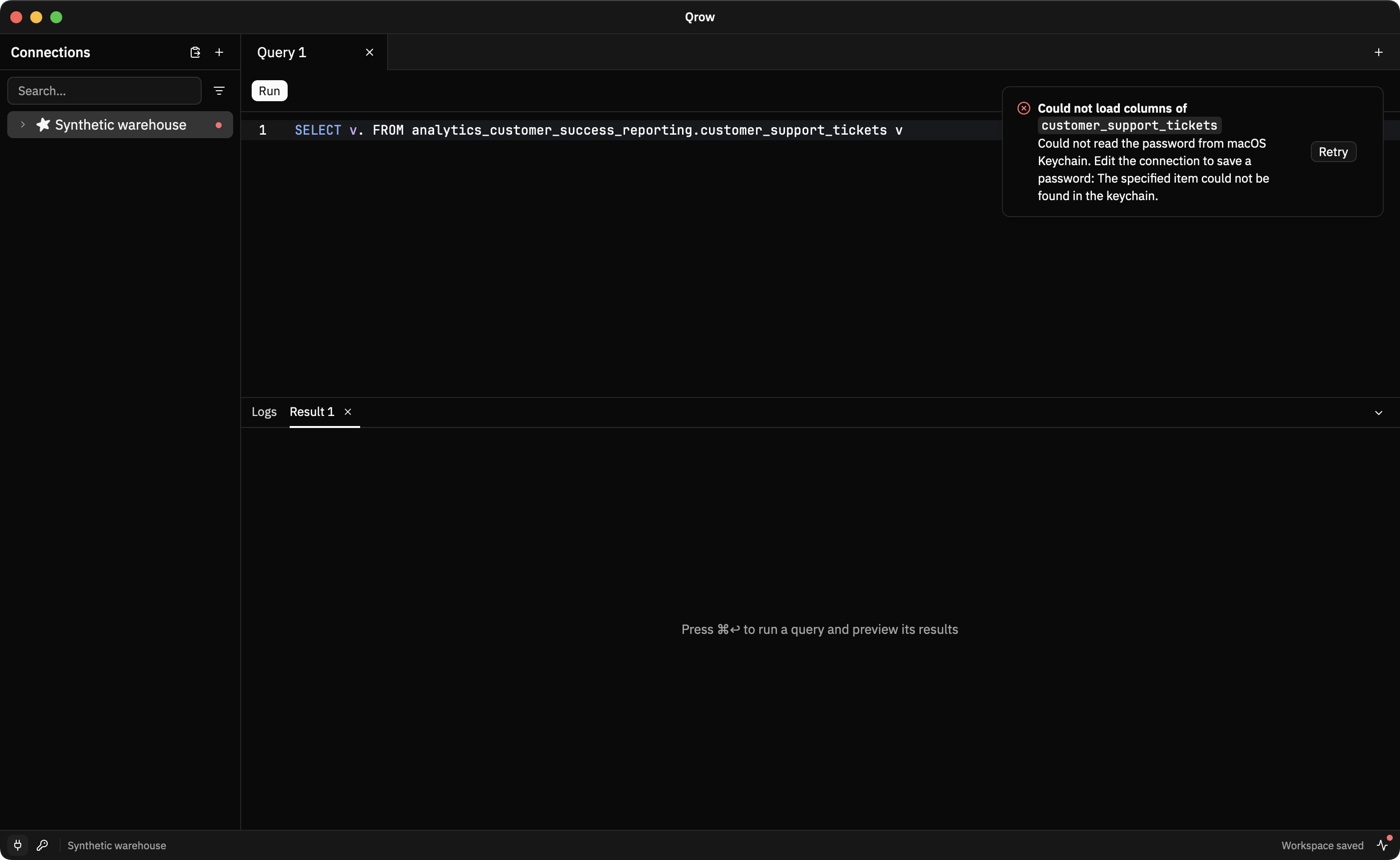 Qrow
Connections
Query 1
Search...
Run
Synthetic warehouse
1 SELECT v. FROM analytics_customer_success_reporting.customer_support_tickets v
Could not load columns of
customer_support_tickets
Could not read the password from macOS
Keychain. Edit the connection to save a
password: The specified item could not be
found in the keychain.
Retry
Logs Result 1
Press ⌘↩ to run a query and preview its results
Synthetic warehouse
Workspace saved